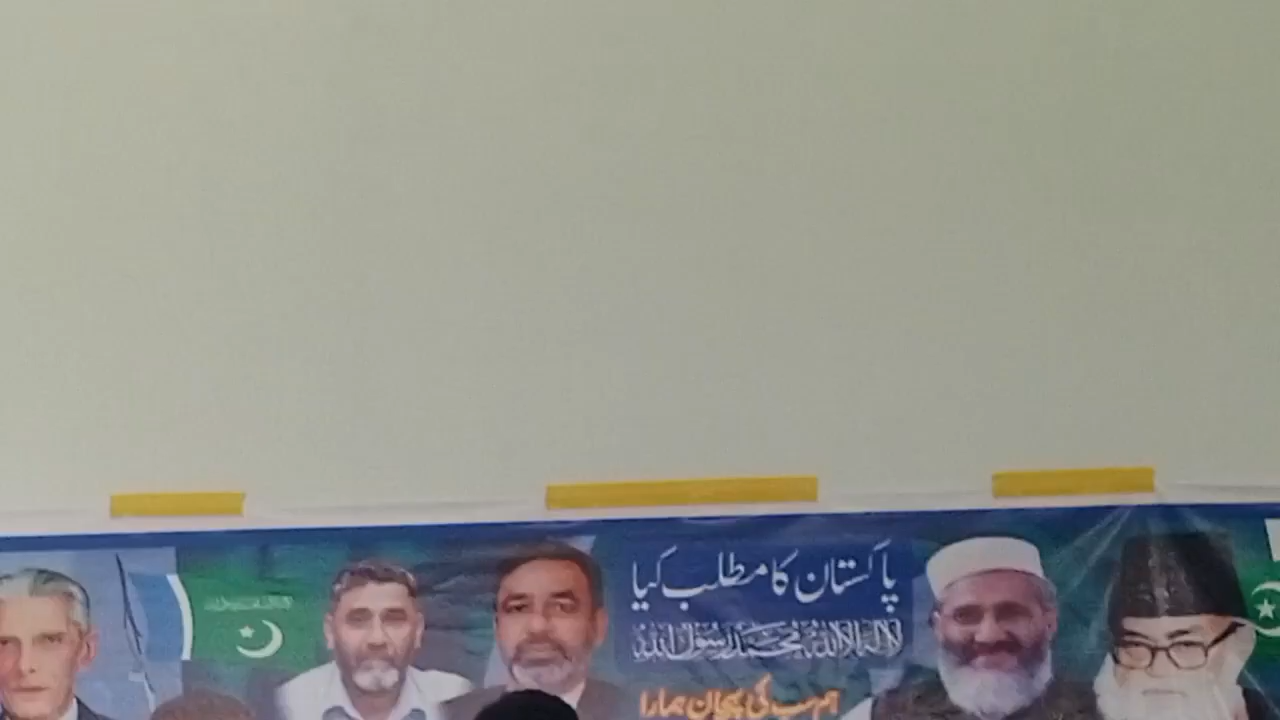 پاکستان کا مطلب کیا
لا الہ الا اللہ محمد رسول اللہ
ہم سب کی پہچان ہمارا